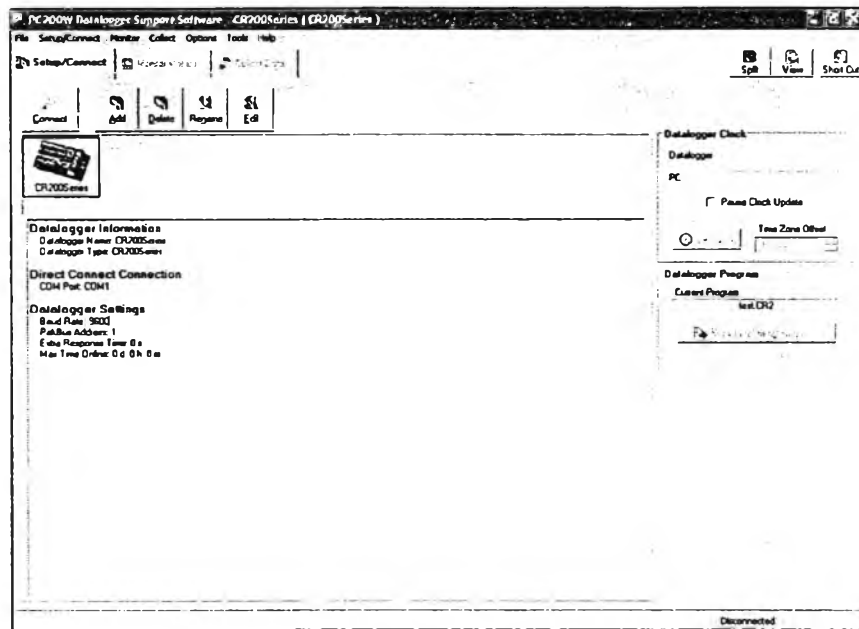 PC200W Datalogger Support Software - CR200Series ( CR200Series )
File Setup/Connect Monitor Collect Options Tools Help
Setup/Connect
Split View Short Cut
Connect Add Delete Rename Edit
CR200Series
Datalogger Clock
Datalogger
PC
Pause Clock Update
Time Zone Offset
Datalogger Information
Datalogger Name: CR200Series
Datalogger Type: CR200Series
Direct Connect Connection
COM Port: COM1
Datalogger Settings
Baud Rate: 9600
PakBus Address: 1
Extra Response Time: 0 s
Max Time Online: 0 d 0 h 0 m
Datalogger Program
Current Program
test.CR2
Disconnected